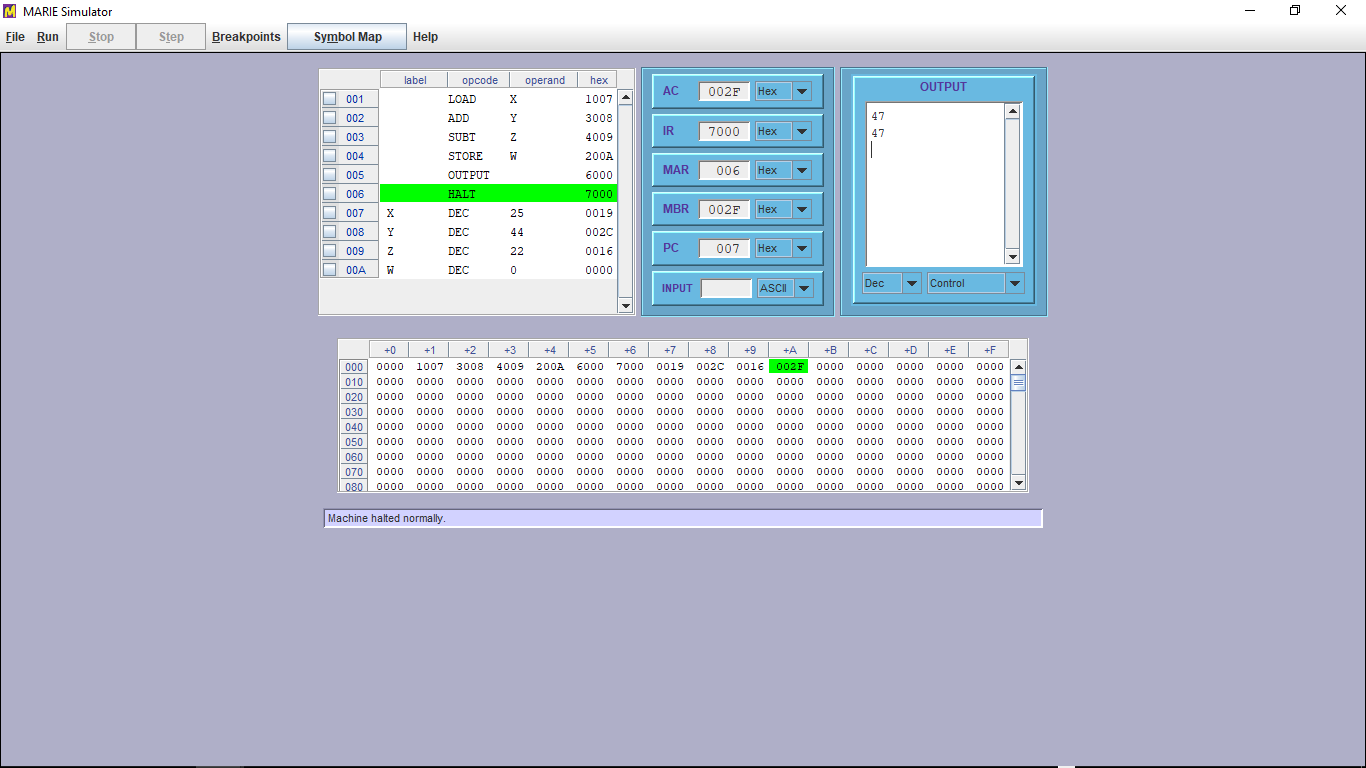 MARIE Simulator
File Run Stop Step Breakpoints Symbol Map Help
label opcode operand hex
001 LOAD X 1007
002 ADD Y 3008
003 SUBT Z 4009
004 STORE W 200A
005 OUTPUT 6000
006 HALT 7000
007 X DEC 25 0019
008 Y DEC 44 002C
009 Z DEC 22 0016
00A W DEC 0 0000
AC 002F Hex
IR 7000 Hex
MAR 006 Hex
MBR 002F Hex
PC 007 Hex
INPUT ASCII
OUTPUT
47
47
Dec Control
+0 +1 +2 +3 +4 +5 +6 +7 +8 +9 +A +B +C +D +E +F
000 0000 1007 3008 4009 200A 6000 7000 0019 002C 0016 002F 0000 0000 0000 0000 0000
010 0000 0000 0000 0000 0000 0000 0000 0000 0000 0000 0000 0000 0000 0000 0000 0000
020 0000 0000 0000 0000 0000 0000 0000 0000 0000 0000 0000 0000 0000 0000 0000 0000
030 0000 0000 0000 0000 0000 0000 0000 0000 0000 0000 0000 0000 0000 0000 0000 0000
040 0000 0000 0000 0000 0000 0000 0000 0000 0000 0000 0000 0000 0000 0000 0000 0000
050 0000 0000 0000 0000 0000 0000 0000 0000 0000 0000 0000 0000 0000 0000 0000 0000
060 0000 0000 0000 0000 0000 0000 0000 0000 0000 0000 0000 0000 0000 0000 0000 0000
070 0000 0000 0000 0000 0000 0000 0000 0000 0000 0000 0000 0000 0000 0000 0000 0000
080 0000 0000 0000 0000 0000 0000 0000 0000 0000 0000 0000 0000 0000 0000 0000 0000
Machine halted normally.